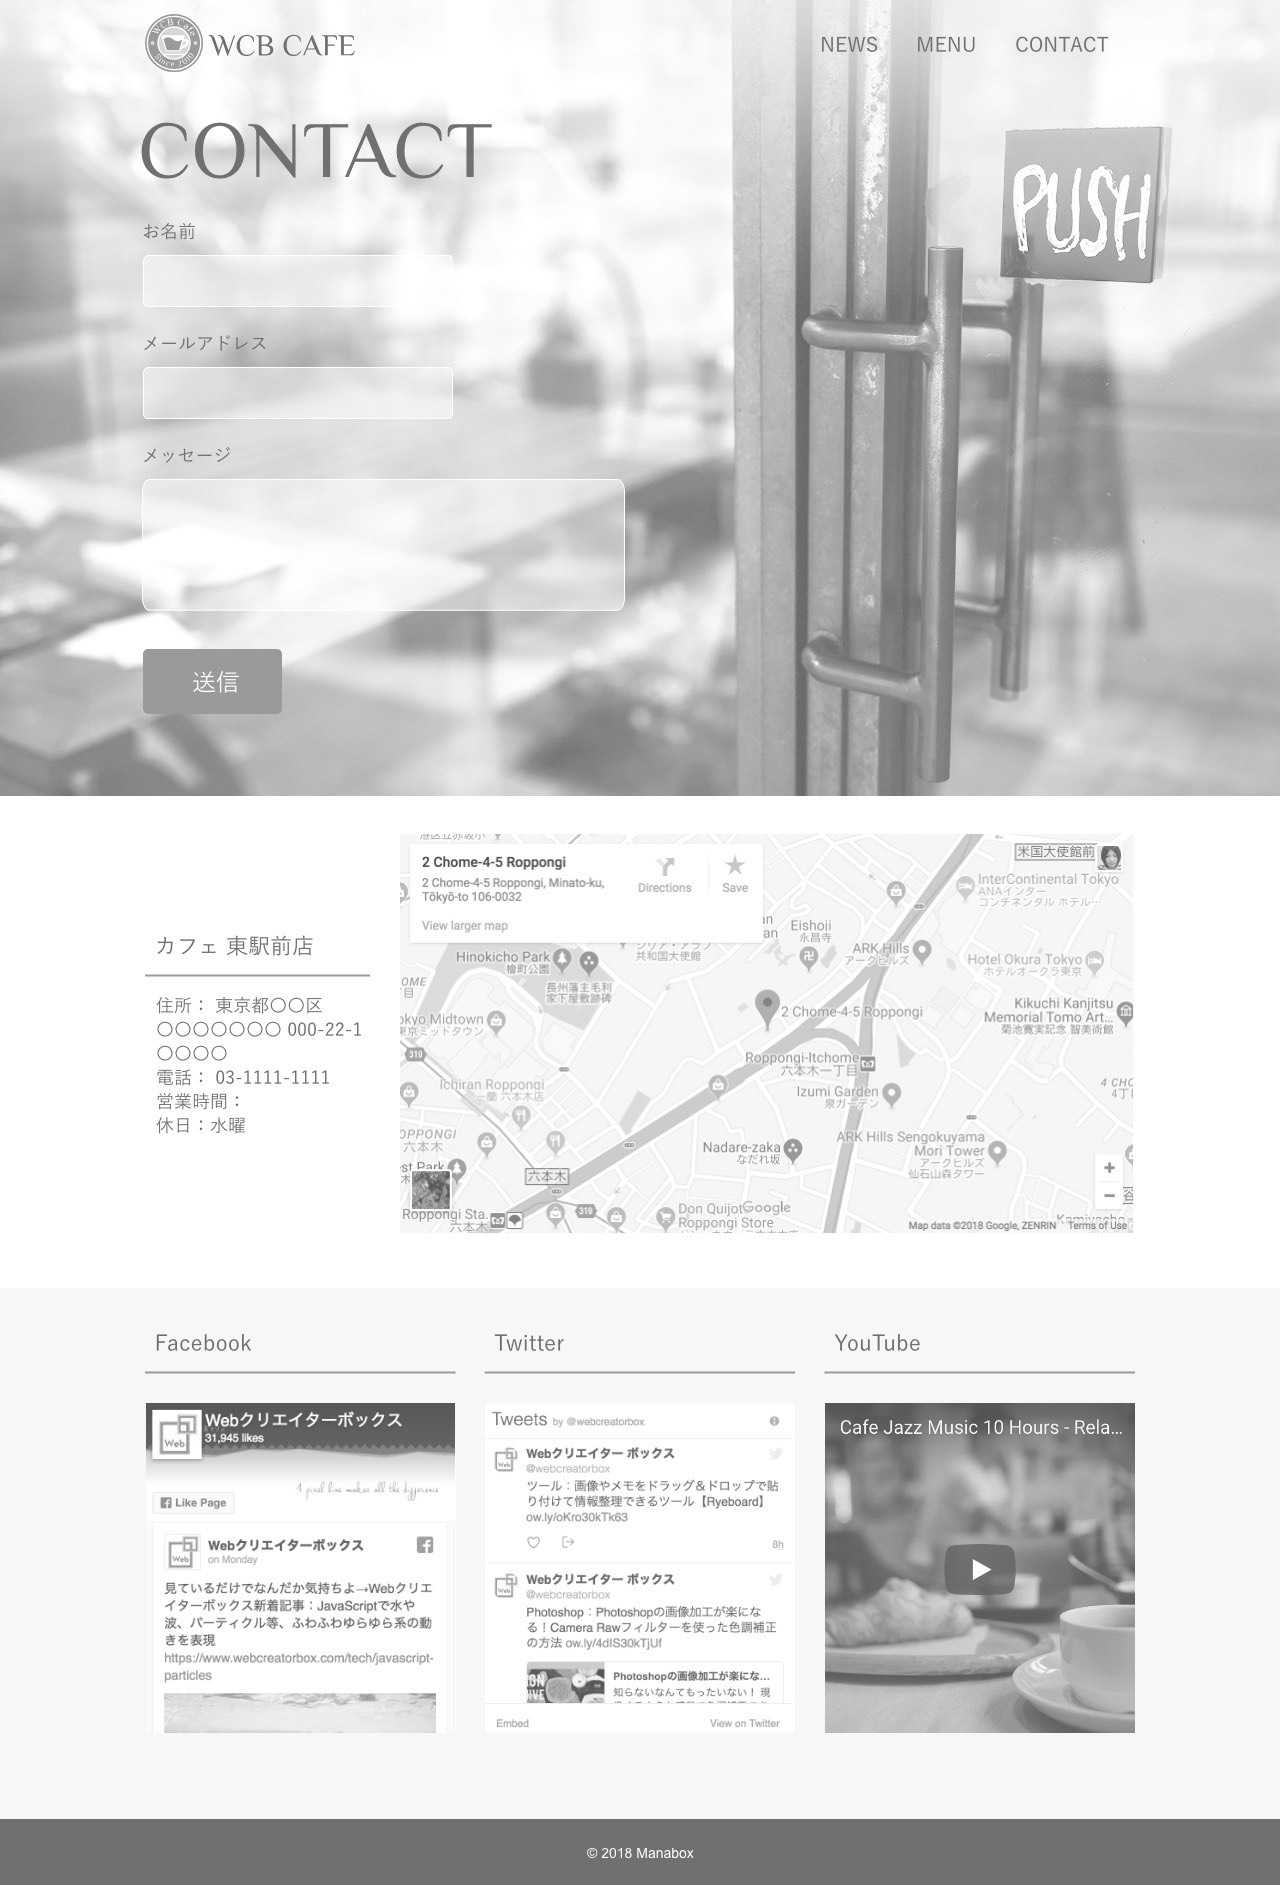 WCB Cafe
Since 2010
WCB CAFE
NEWS
MENU
CONTACT
CONTACT
PUSH
お名前
メールアドレス
メッセージ
送信
カフェ 東駅前店
住所： 東京都〇〇区
〇〇〇〇〇〇〇 000-22-1
〇〇〇〇
電話： 03-1111-1111
営業時間：
休日：水曜
2 Chome-4-5 Roppongi
2 Chome-4-5 Roppongi, Minato-ku,
Tōkyō-to 106-0032
View larger map
Directions
Save
米国大使館前
InterContinental Tokyo
ANAインター
コンチネンタル ホテル…
Eishoji
永昌寺
ARK Hills
アークヒルズ
シリア・アラブ
共和国大使館
Hotel Okura Tokyo
ホテルオークラ東京
Hinokicho Park
檜町公園
長州藩主毛利
家下屋敷跡碑
Kikuchi Kanjitsu
Memorial Tomo Art...
菊池寛実記念 智美術館
2 Chome-4-5 Roppongi
okyo Midtown
東京ミッドタウン
319
Roppongi-Itchome
六本木一丁目
Izumi Garden
泉ガーデン
4 CHO
4丁
Ichiran Roppongi
一蘭 六本木店
OPPONGI
六本木
Nadare-zaka
なだれ坂
ARK Hills Sengokuyama
Mori Tower
アークヒルズ
仙石山森タワー
est Park
六本木
Roppongi Sta.
六本木
319
Don Quijot
Roppongi Store
Google
Map data ©2018 Google, ZENRIN
Terms of Use
Facebook
Webクリエイターボックス
31,945 likes
1 pixel line makes all the difference
Like Page
Webクリエイターボックス
on Monday
見ているだけでなんだか気持ちよ→Webクリエ
イターボックス新着記事：JavaScriptで水や
波、パーティクル等、ふわふわゆらゆら系の動
きを表現
https://www.webcreatorbox.com/tech/javascript-
particles
Twitter
Tweets by @webcreatorbox
Webクリエイター ボックス
@webcreatorbox
ツール：画像やメモをドラッグ＆ドロップで貼
り付けて情報整理できるツール【Ryeboard】
ow.ly/oKro30kTk63
8h
Webクリエイター ボックス
@webcreatorbox
Photoshop：Photoshopの画像加工が楽にな
る！Camera Rawフィルターを使った色調補正
の方法 ow.ly/4dIS30kTjUf
Photoshopの画像加工が楽にな...
知らないなんてもったいない！ 現
Embed
View on Twitter
YouTube
Cafe Jazz Music 10 Hours - Rela...
© 2018 Manabox